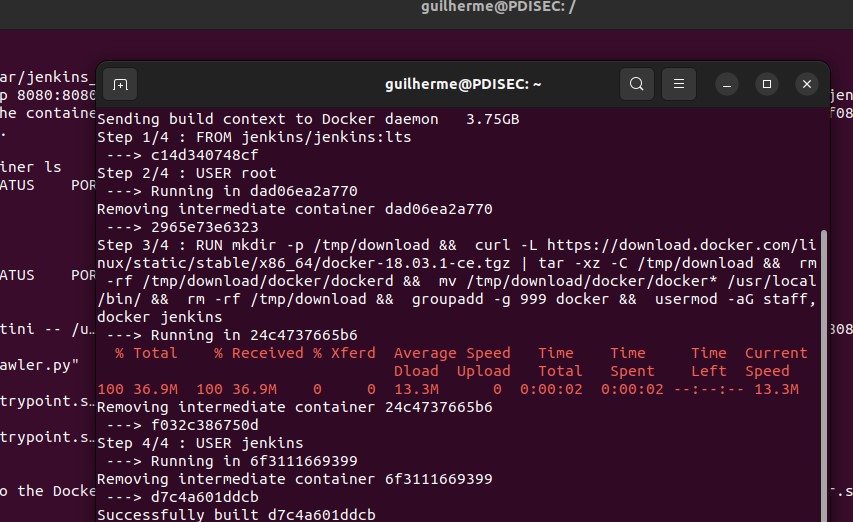 guilherme@PDISEC: /
guilherme@PDISEC: ~
ar/jenkins_
p 8080:8080
jen
he containe
f08
.
iner ls
ATUS    POR
ATUS    POR
tini -- /u…
808
awler.py"
trypoint.s…
trypoint.s…
o the Docke
r.s
Sending build context to Docker daemon   3.75GB
Step 1/4 : FROM jenkins/jenkins:lts
 ---> c14d340748cf
Step 2/4 : USER root
 ---> Running in dad06ea2a770
Removing intermediate container dad06ea2a770
 ---> 2965e73e6323
Step 3/4 : RUN mkdir -p /tmp/download &&  curl -L https://download.docker.com/li
nux/static/stable/x86_64/docker-18.03.1-ce.tgz | tar -xz -C /tmp/download &&  rm
 -rf /tmp/download/docker/dockerd &&  mv /tmp/download/docker/docker* /usr/local
/bin/ &&  rm -rf /tmp/download &&  groupadd -g 999 docker &&  usermod -aG staff,
docker jenkins
 ---> Running in 24c4737665b6
  % Total    % Received % Xferd  Average Speed   Time    Time     Time  Current
                                 Dload  Upload   Total   Spent    Left  Speed
100 36.9M  100 36.9M    0     0  13.3M      0  0:00:02  0:00:02 --:--:-- 13.3M
Removing intermediate container 24c4737665b6
 ---> f032c386750d
Step 4/4 : USER jenkins
 ---> Running in 6f3111669399
Removing intermediate container 6f3111669399
 ---> d7c4a601ddcb
Successfully built d7c4a601ddcb